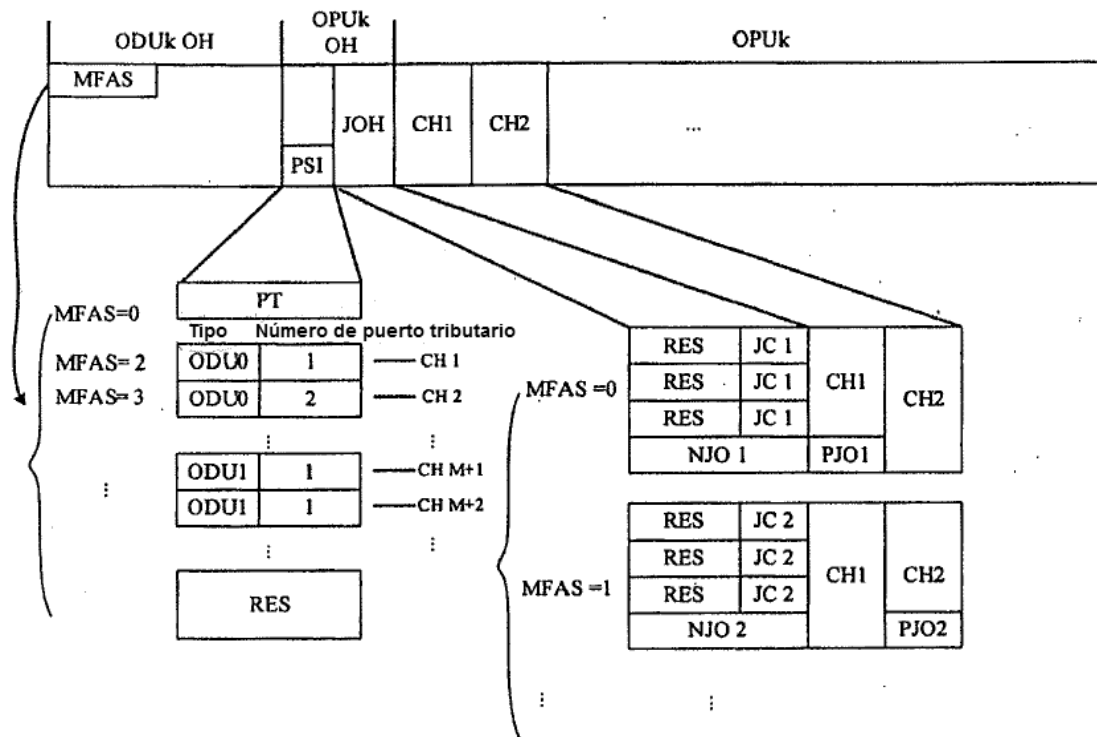 ODUk OH
OPUk OH
OPUk
MFAS
PSI
JOH
CH1
CH2
...
PT
MFAS=0
Tipo Número de puerto tributario
MFAS= 2 ODU0 1 CH 1
MFAS= 3 ODU0 2 CH 2
⋮ ⋮
ODU1 1 CH M+1
⋮
ODU1 1 CH M+2
⋮ ⋮
RES
MFAS =0
RES JC 1
RES JC 1
RES JC 1
NJO 1
CH1
PJO1
CH2
MFAS =1
RES JC 2
RES JC 2
RES JC 2
NJO 2
CH1
CH2
PJO2
⋮ ⋮